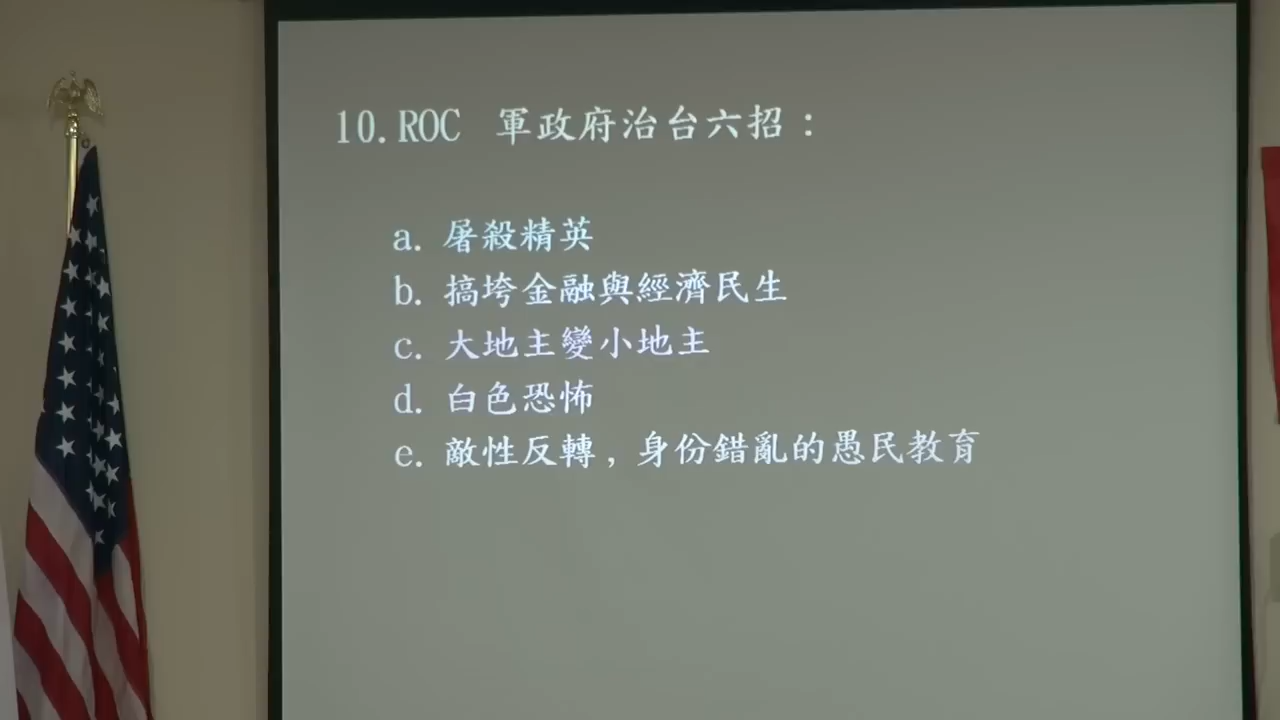 10.ROC 軍政府治台六招：
a. 屠殺精英
b. 搞垮金融與經濟民生
c. 大地主變小地主
d. 白色恐怖
e. 敵性反轉，身份錯亂的愚民教育